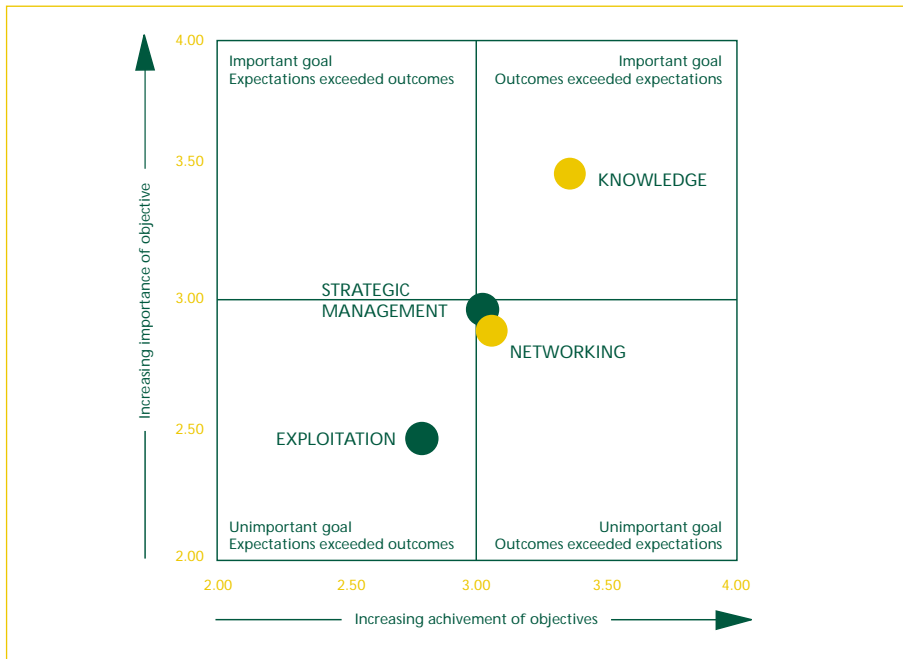 4.00
Important goal
Expectations exceeded outcomes
Important goal
Outcomes exceeded expectations
3.50
KNOWLEDGE
Increasing importance of objective
3.00
STRATEGIC
MANAGEMENT
NETWORKING
2.50
EXPLOITATION
Unimportant goal
Expectations exceeded outcomes
Unimportant goal
Outcomes exceeded expectations
2.00
2.00 2.50 3.00 3.50 4.00
Increasing achivement of objectives